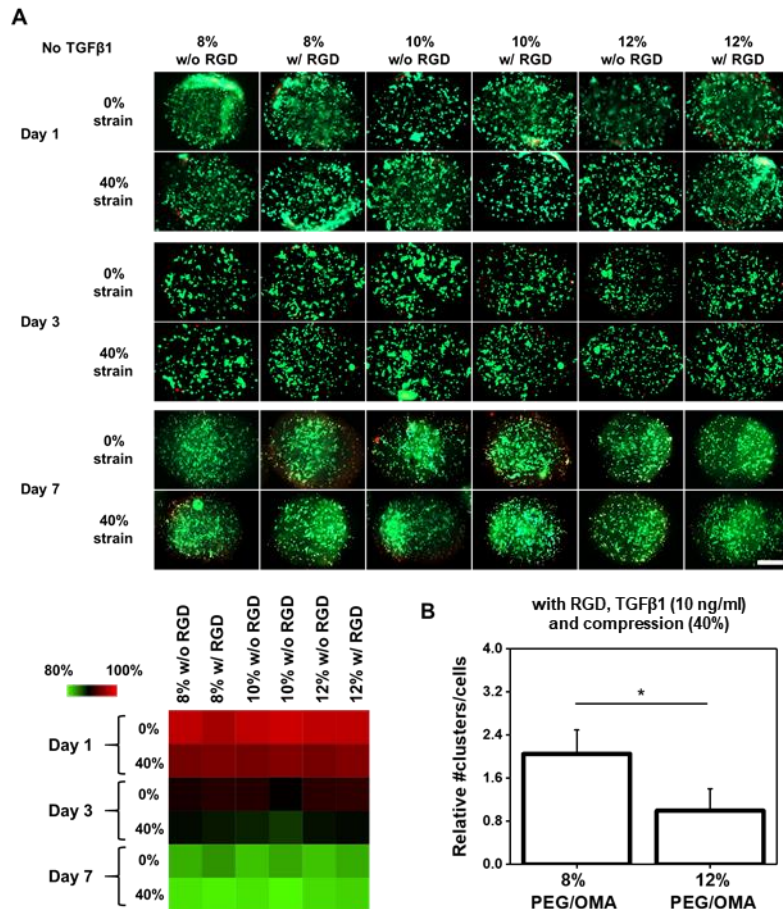 A
No TGFβ1
8% w/o RGD
8% w/ RGD
10% w/o RGD
10% w/ RGD
12% w/o RGD
12% w/ RGD
Day 1
0% strain
40% strain
Day 3
0% strain
40% strain
Day 7
0% strain
40% strain
80%
100%
8% w/o RGD
8% w/ RGD
10% w/o RGD
10% w/o RGD
12% w/o RGD
12% w/ RGD
Day 1
0%
40%
Day 3
0%
40%
Day 7
0%
40%
B
with RGD, TGFβ1 (10 ng/ml)
and compression (40%)
Relative #clusters/cells
4.0
3.2
2.4
1.6
0.8
0.0
*
8%
PEG/OMA
12%
PEG/OMA